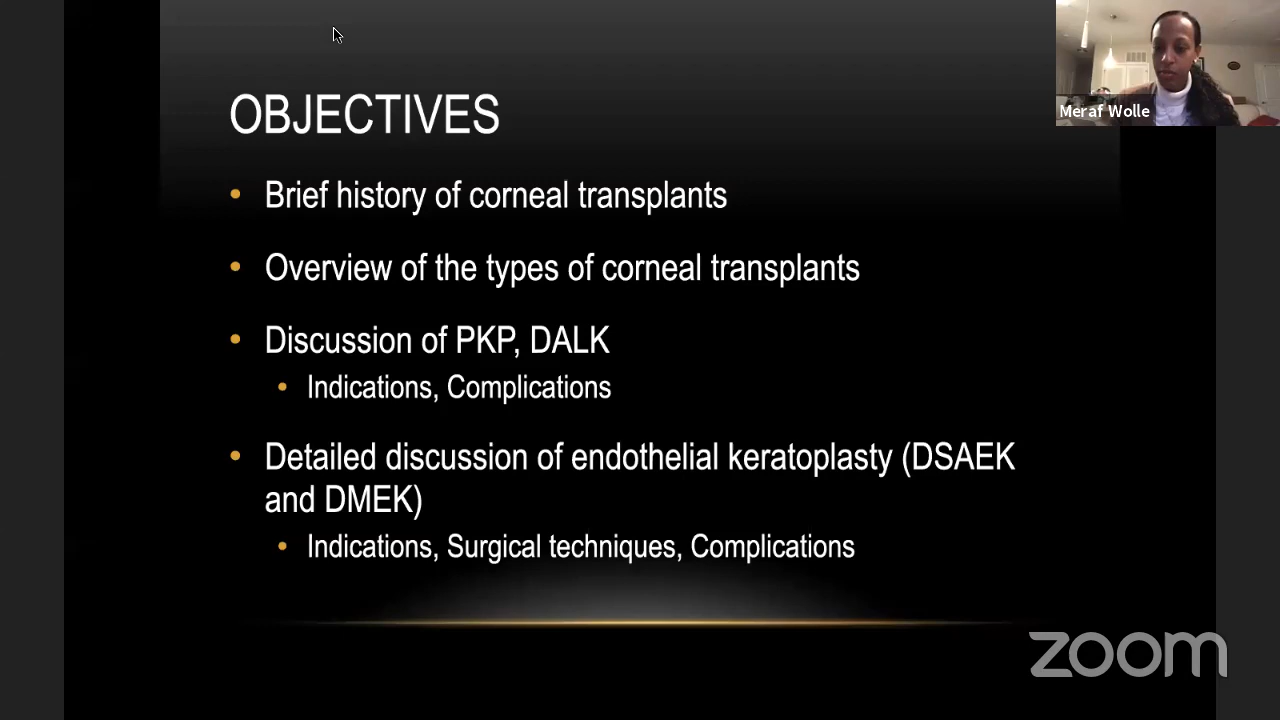 OBJECTIVES
Meraf Wolle
• Brief history of corneal transplants
• Overview of the types of corneal transplants
• Discussion of PKP, DALK
• Indications, Complications
• Detailed discussion of endothelial keratoplasty (DSAEK
and DMEK)
• Indications, Surgical techniques, Complications
zoom